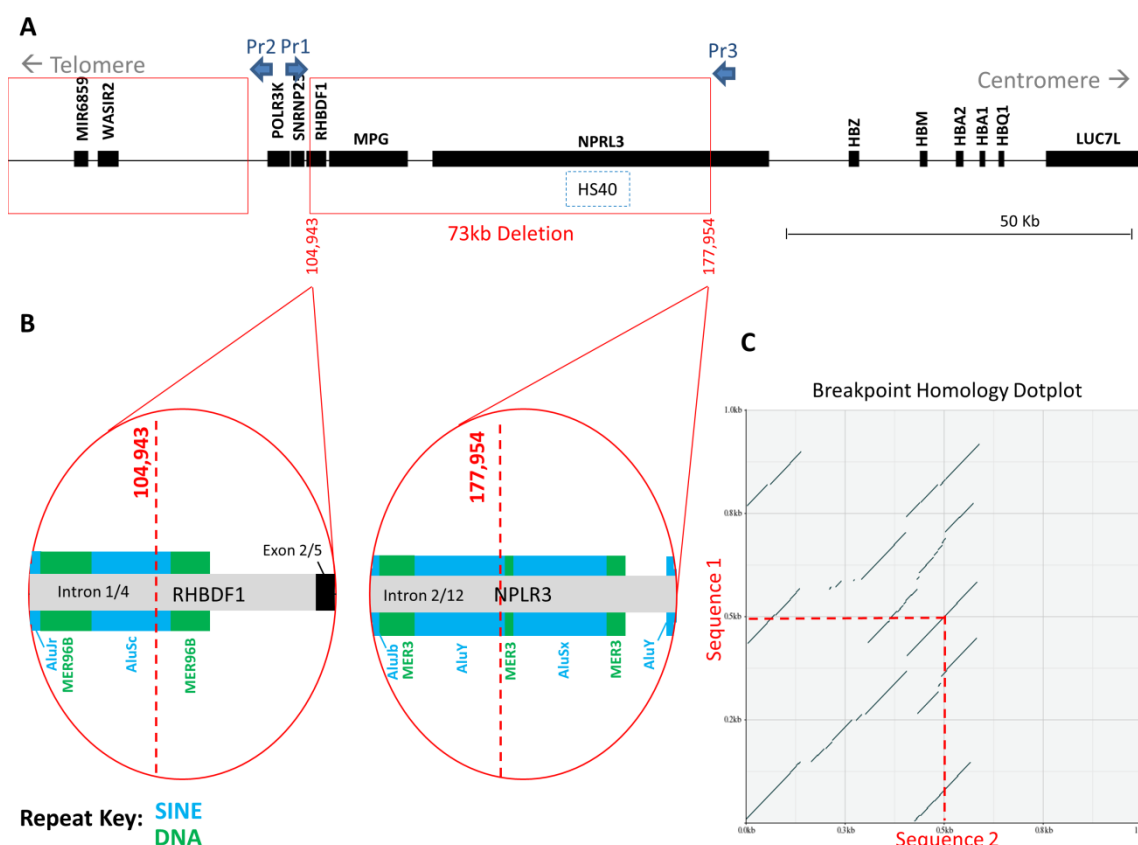 A
Pr2 Pr1
Pr3
← Telomere
Centromere →
MIR6859
WASIR2
POLR3K
RHBDF1
MPG
NPRL3
HBZ
HBM
HBA2
HBA1
HBQ1
LUC7L
HS40
50 Kb
73kb Deletion
104,943
177,954
B
104,943
Exon 2/5
Intron 1/4
RHBDF1
AluJr
MER96B
AluSc
MER96B
177,954
Intron 2/12
NPLR3
AluJb
MER3
AluY
MER3
AluSx
MER3
AluY
Repeat Key: SINE
DNA
C
Breakpoint Homology Dotplot
1.0kb
0.8kb
0.5kb
0.2kb
Sequence 1
0.0kb 0.3kb 0.5kb 0.8kb
Sequence 2